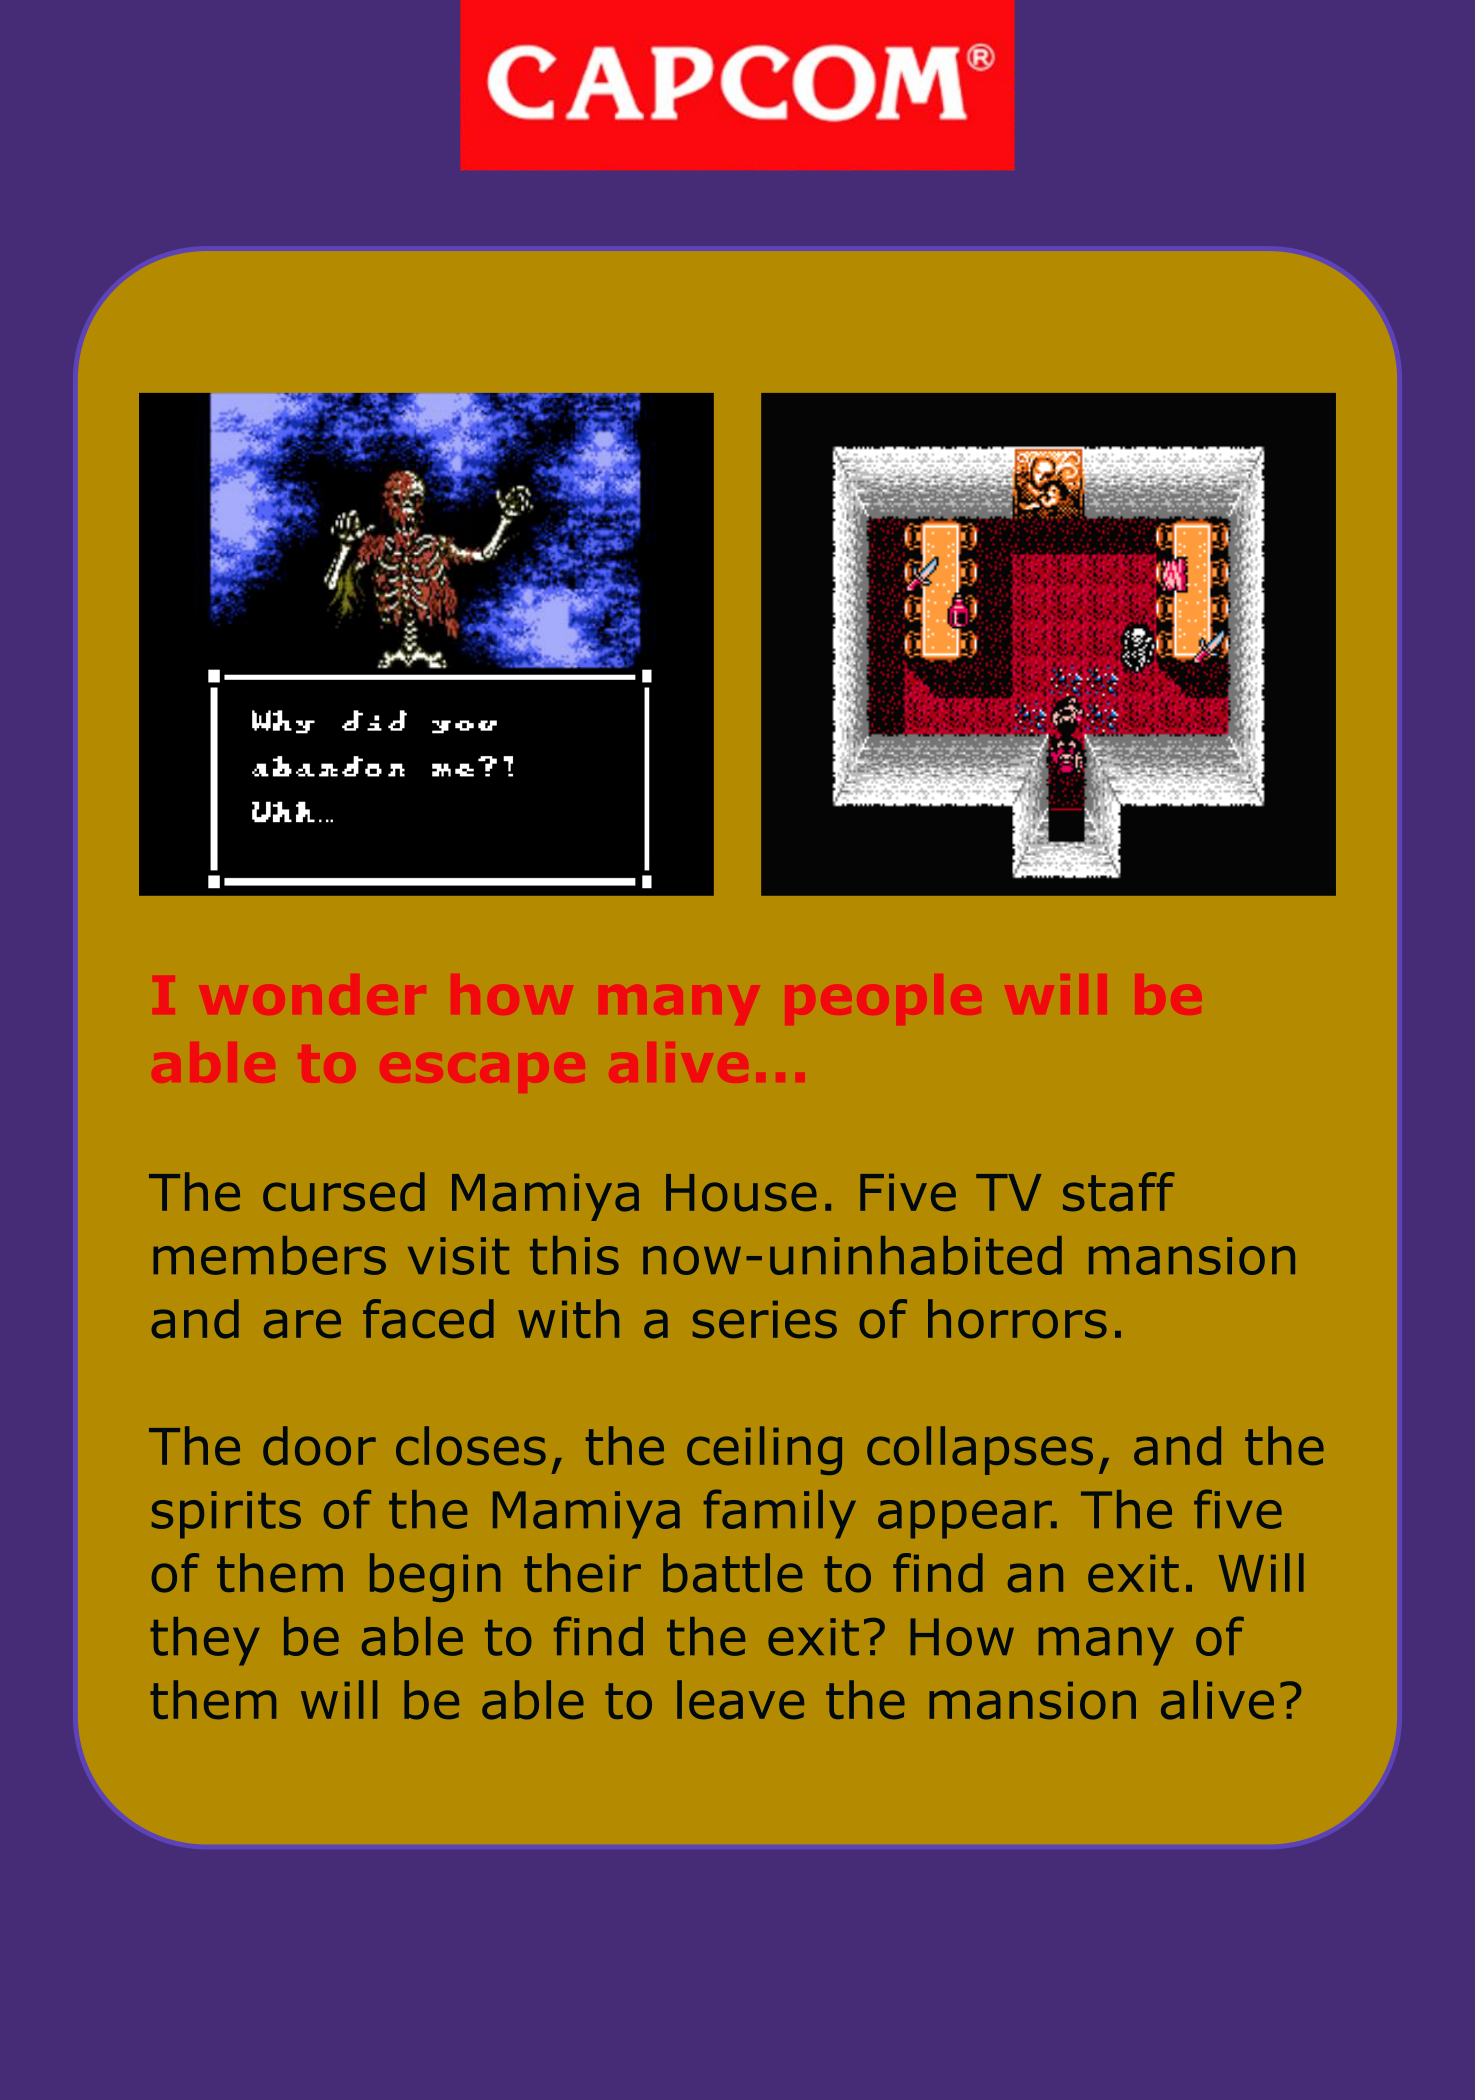 CAPCOM®
Why did you
abandon me?!
Uhh…
I wonder how many people will be
able to escape alive...
The cursed Mamiya House. Five TV staff
members visit this now-uninhabited mansion
and are faced with a series of horrors.
The door closes, the ceiling collapses, and the
spirits of the Mamiya family appear. The five
of them begin their battle to find an exit. Will
they be able to find the exit? How many of
them will be able to leave the mansion alive?